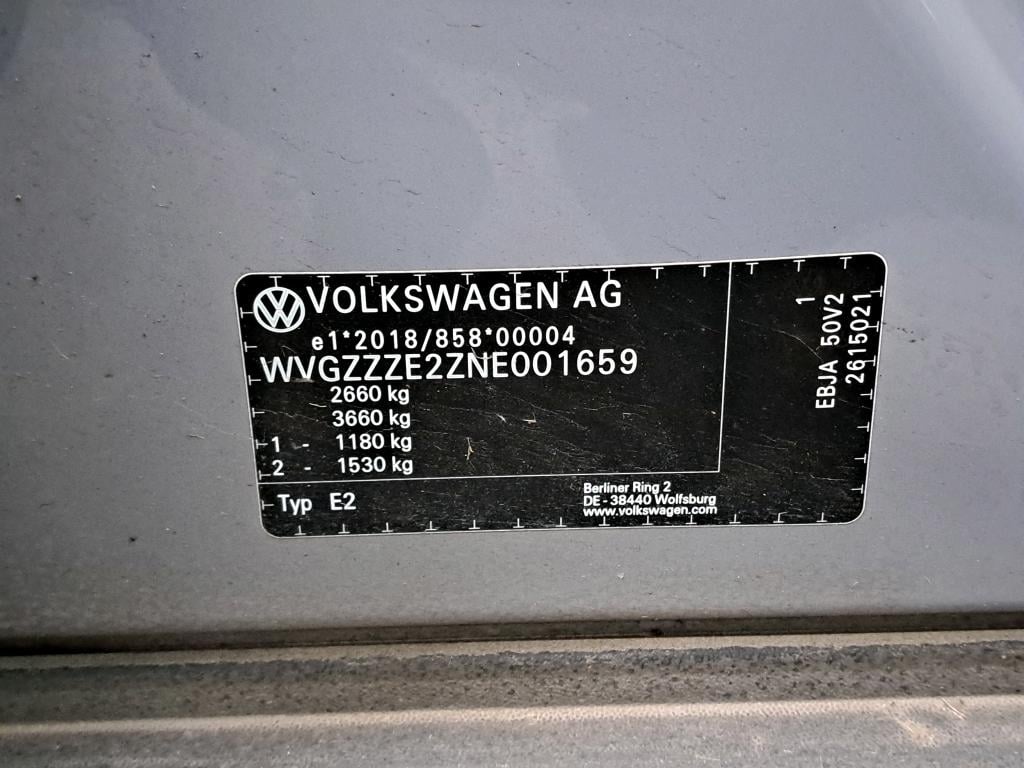 VOLKSWAGEN AG
e1*2018/858*00004
WVGZZZE2ZNE001659
2660 kg
3660 kg
1 - 1180 kg
2 - 1530 kg
Typ E2
Berliner Ring 2
DE - 38440 Wolfsburg
www.volkswagen.com
1
EBJA 50V2
2615021